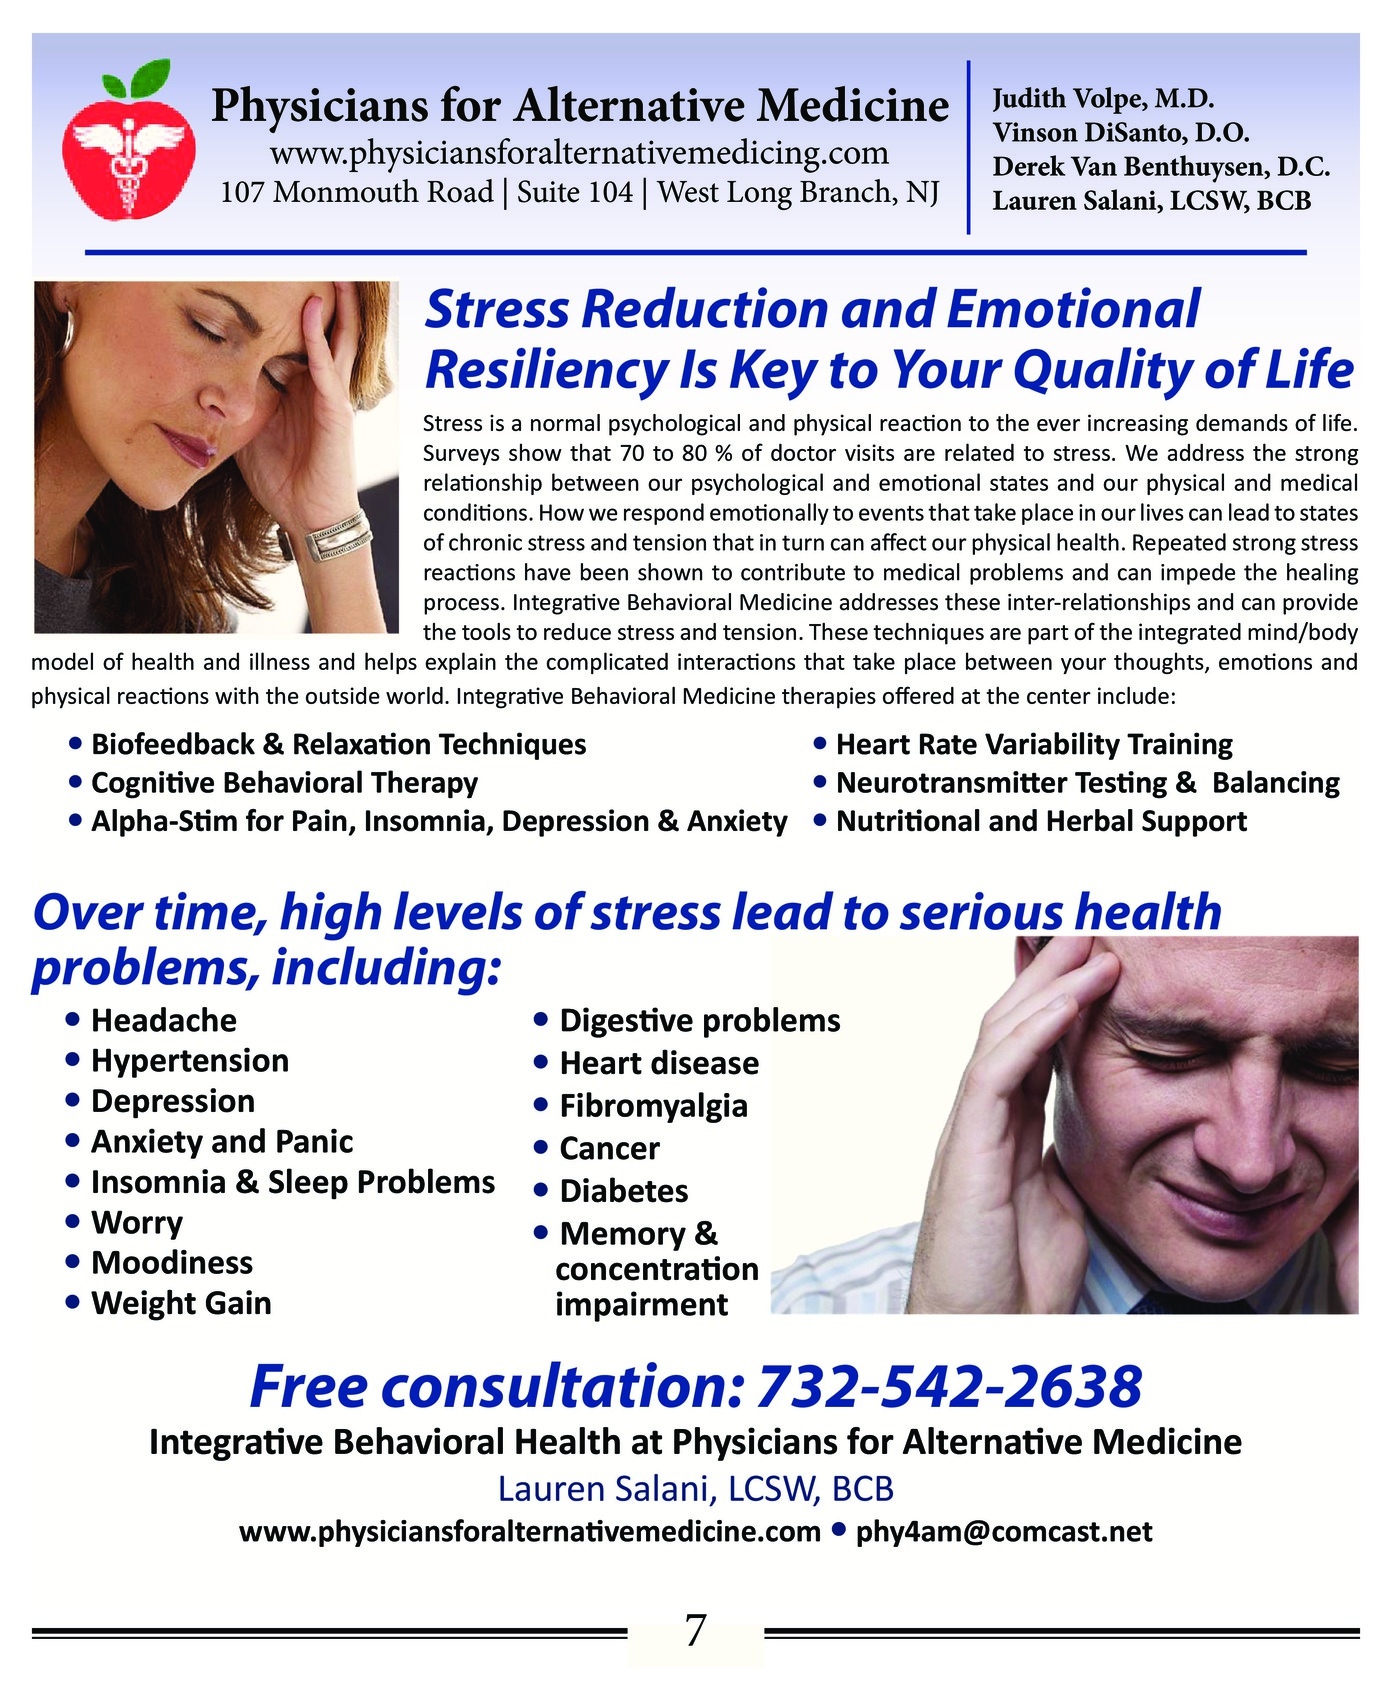 Physicians for Alternative Medicine
www.physiciansforalternativemedicing.com
107 Monmouth Road | Suite 104 | West Long Branch, NJ
Judith Volpe, M.D.
Vinson DiSanto, D.O.
Derek Van Benthuysen, D.C.
Lauren Salani, LCSW, BCB
Stress Reduction and Emotional
Resiliency Is Key to Your Quality of Life
Stress is a normal psychological and physical reaction to the ever increasing demands of life.
Surveys show that 70 to 80 % of doctor visits are related to stress. We address the strong
relationship between our psychological and emotional states and our physical and medical
conditions. How we respond emotionally to events that take place in our lives can lead to states
of chronic stress and tension that in turn can affect our physical health. Repeated strong stress
reactions have been shown to contribute to medical problems and can impede the healing
process. Integrative Behavioral Medicine addresses these inter-relationships and can provide
the tools to reduce stress and tension. These techniques are part of the integrated mind/body
model of health and illness and helps explain the complicated interactions that take place between your thoughts, emotions and
physical reactions with the outside world. Integrative Behavioral Medicine therapies offered at the center include:
• Biofeedback & Relaxation Techniques
• Cognitive Behavioral Therapy
• Alpha-Stim for Pain, Insomnia, Depression & Anxiety
• Heart Rate Variability Training
• Neurotransmitter Testing & Balancing
• Nutritional and Herbal Support
Over time, high levels of stress lead to serious health
problems, including:
• Headache
• Hypertension
• Depression
• Anxiety and Panic
• Insomnia & Sleep Problems
• Worry
• Moodiness
• Weight Gain
• Digestive problems
• Heart disease
• Fibromyalgia
• Cancer
• Diabetes
• Memory &
concentration
impairment
Free consultation: 732-542-2638
Integrative Behavioral Health at Physicians for Alternative Medicine
Lauren Salani, LCSW, BCB
www.physiciansforalternativemedicine.com • phy4am@comcast.net
7